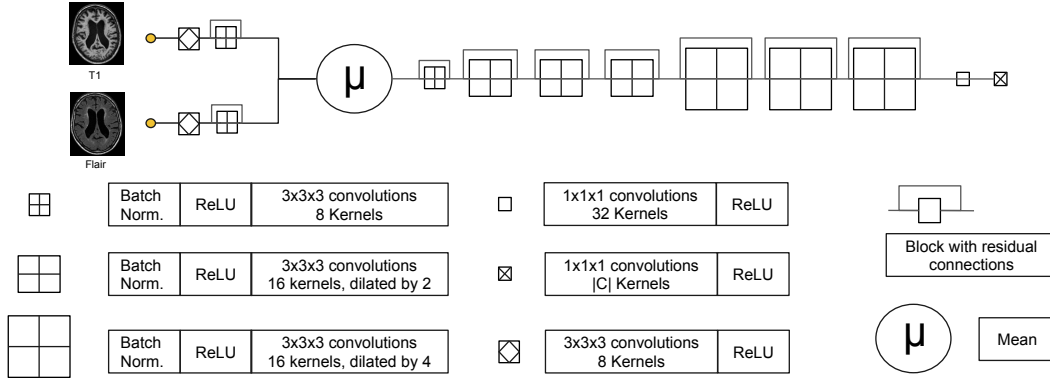 T1
μ
Flair
Batch Norm. ReLU 3x3x3 convolutions 8 Kernels
1x1x1 convolutions 32 Kernels ReLU
Block with residual connections
Batch Norm. ReLU 3x3x3 convolutions 16 kernels, dilated by 2
1x1x1 convolutions |C| Kernels ReLU
Batch Norm. ReLU 3x3x3 convolutions 16 kernels, dilated by 4
3x3x3 convolutions 8 Kernels ReLU
μ
Mean